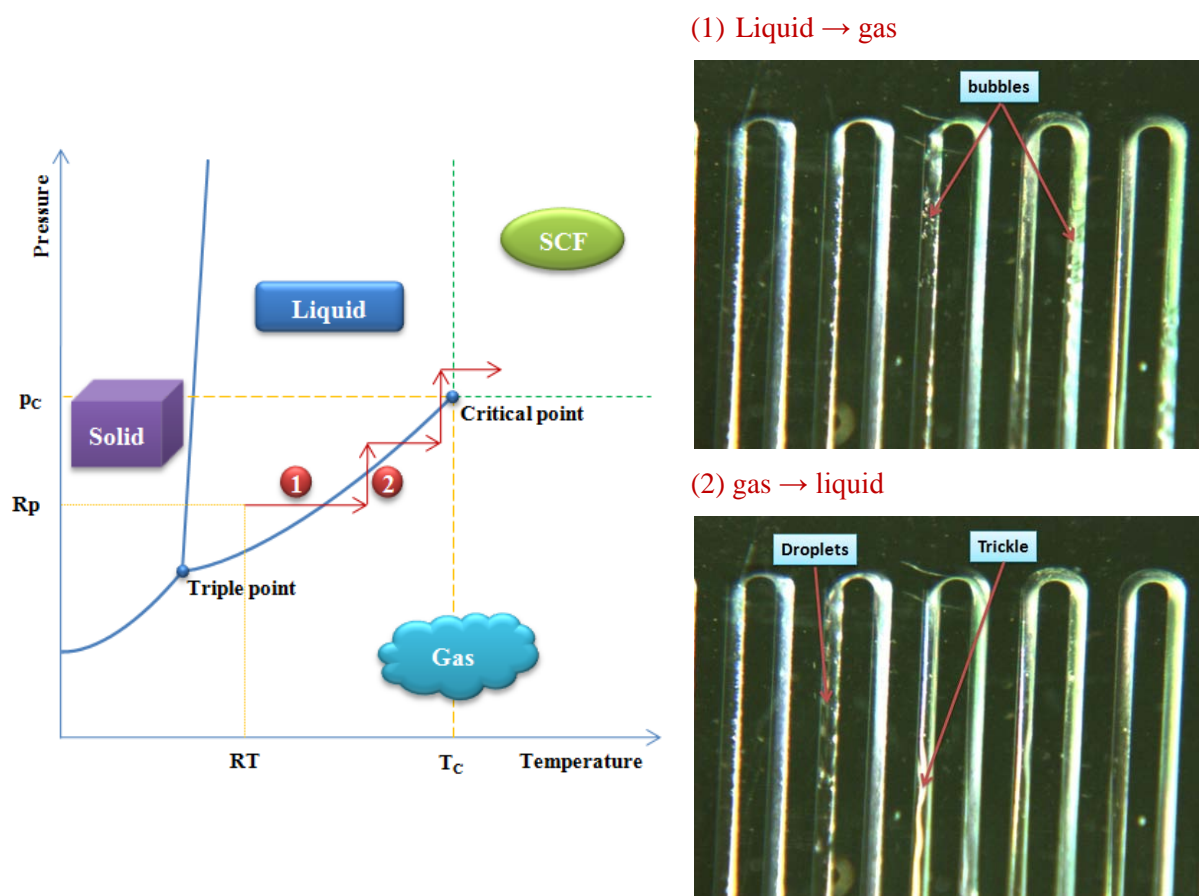 Pressure
SCF
Liquid
pC
Critical point
Solid
1
2
Rp
Triple point
Gas
RT
TC
Temperature
(1) Liquid → gas
bubbles
(2) gas → liquid
Droplets
Trickle